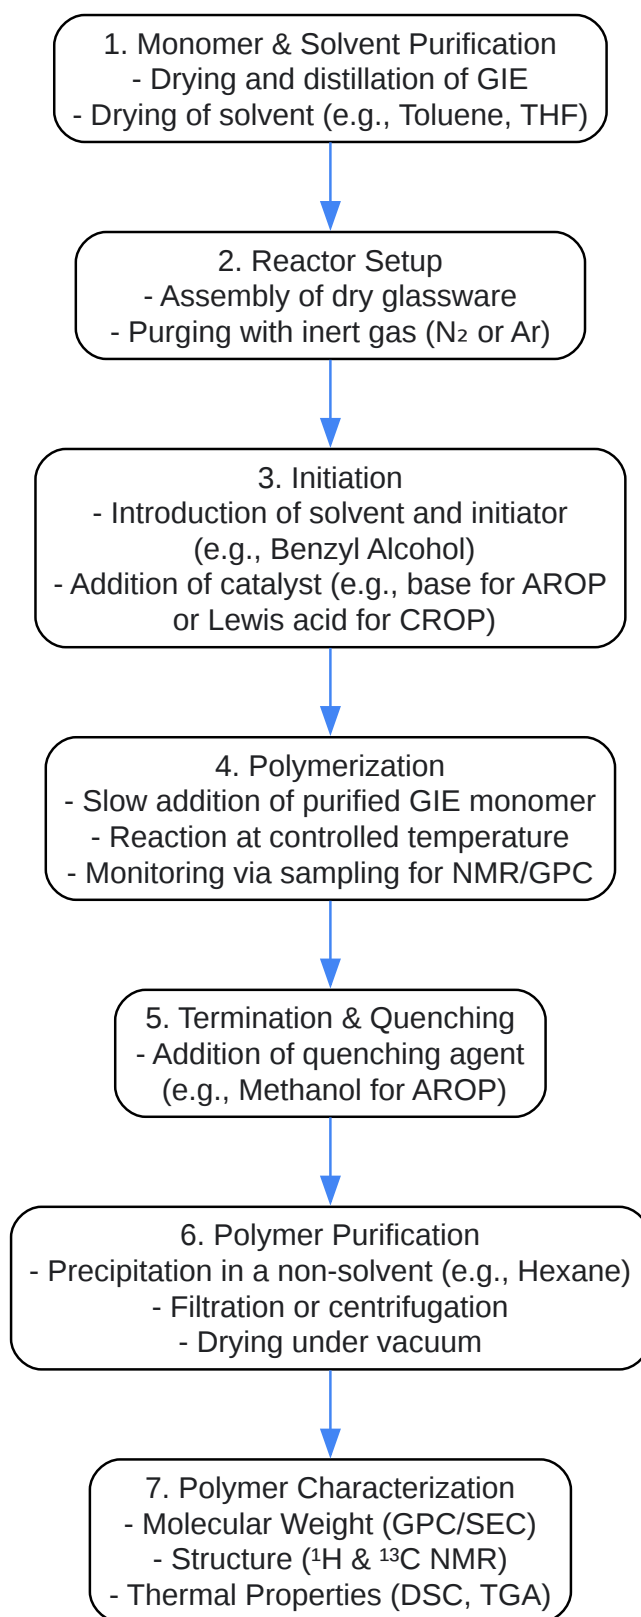 1. Monomer & Solvent Purification
- Drying and distillation of GIE
- Drying of solvent (e.g., Toluene, THF)
2. Reactor Setup
- Assembly of dry glassware
- Purging with inert gas (N₂ or Ar)
3. Initiation
- Introduction of solvent and initiator
(e.g., Benzyl Alcohol)
- Addition of catalyst (e.g., base for AROP
or Lewis acid for CROP)
4. Polymerization
- Slow addition of purified GIE monomer
- Reaction at controlled temperature
- Monitoring via sampling for NMR/GPC
5. Termination & Quenching
- Addition of quenching agent
(e.g., Methanol for AROP)
6. Polymer Purification
- Precipitation in a non-solvent (e.g., Hexane)
- Filtration or centrifugation
- Drying under vacuum
7. Polymer Characterization
- Molecular Weight (GPC/SEC)
- Structure (¹H & ¹³C NMR)
- Thermal Properties (DSC, TGA)